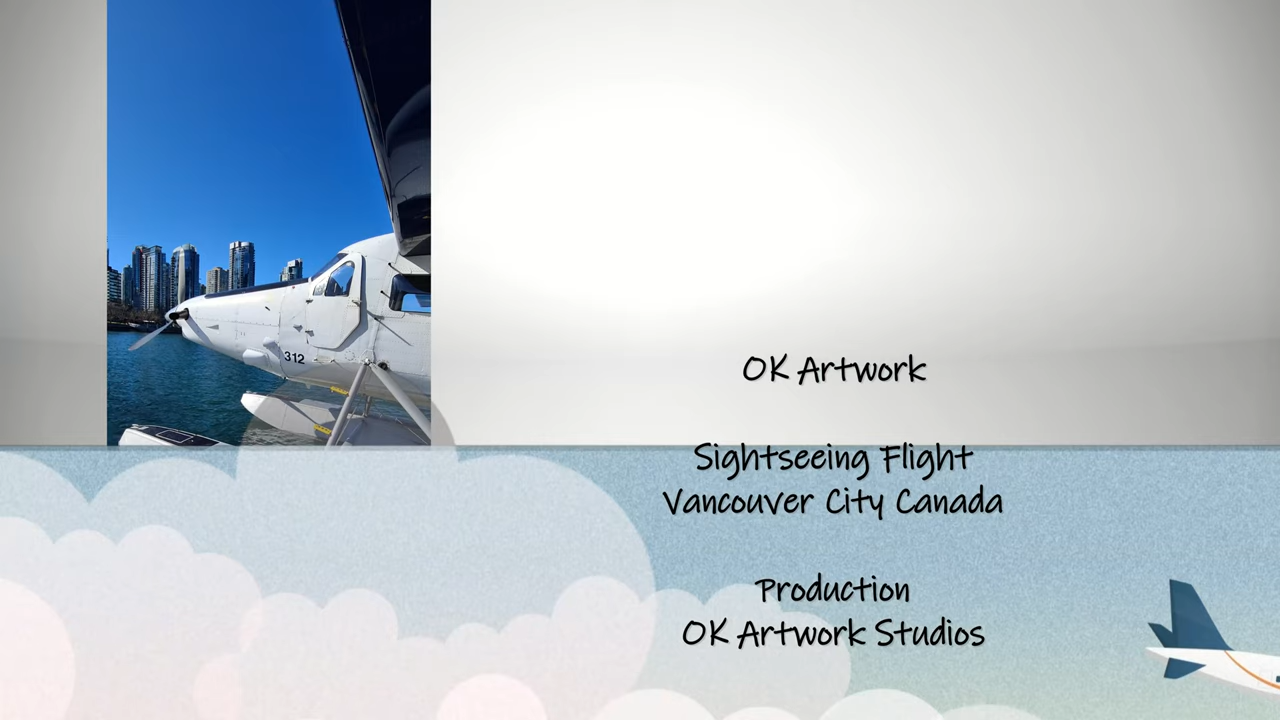 312
OK Artwork
Sightseeing Flight
Vancouver City Canada
Production
OK Artwork Studios